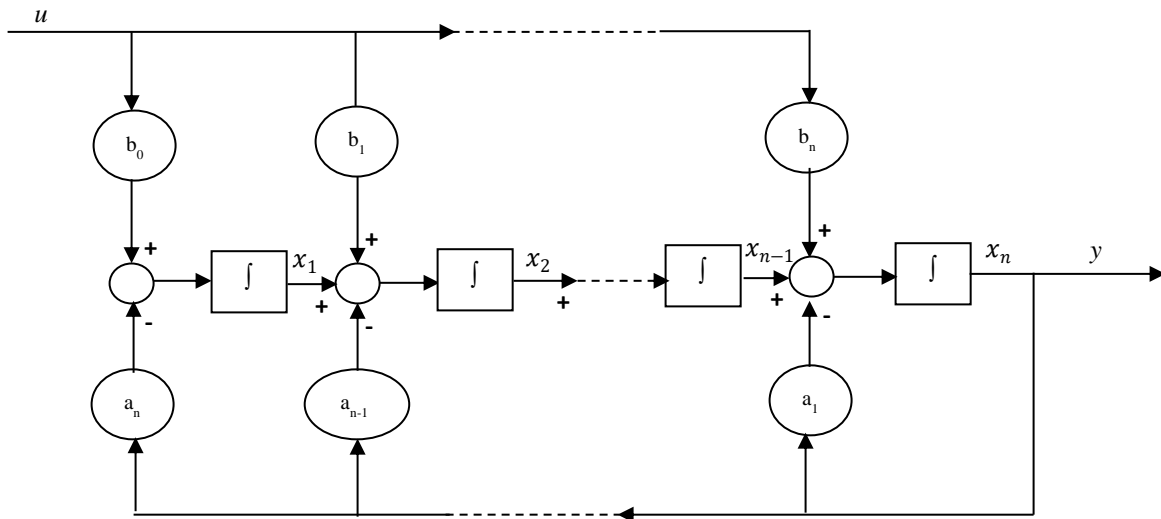 u
b₀
b₁
bₙ
+
+
+
∫
x₁
∫
x₂
∫
xₙ₋₁
∫
xₙ
y
+
+
+
-
-
-
aₙ
aₙ₋₁
a₁